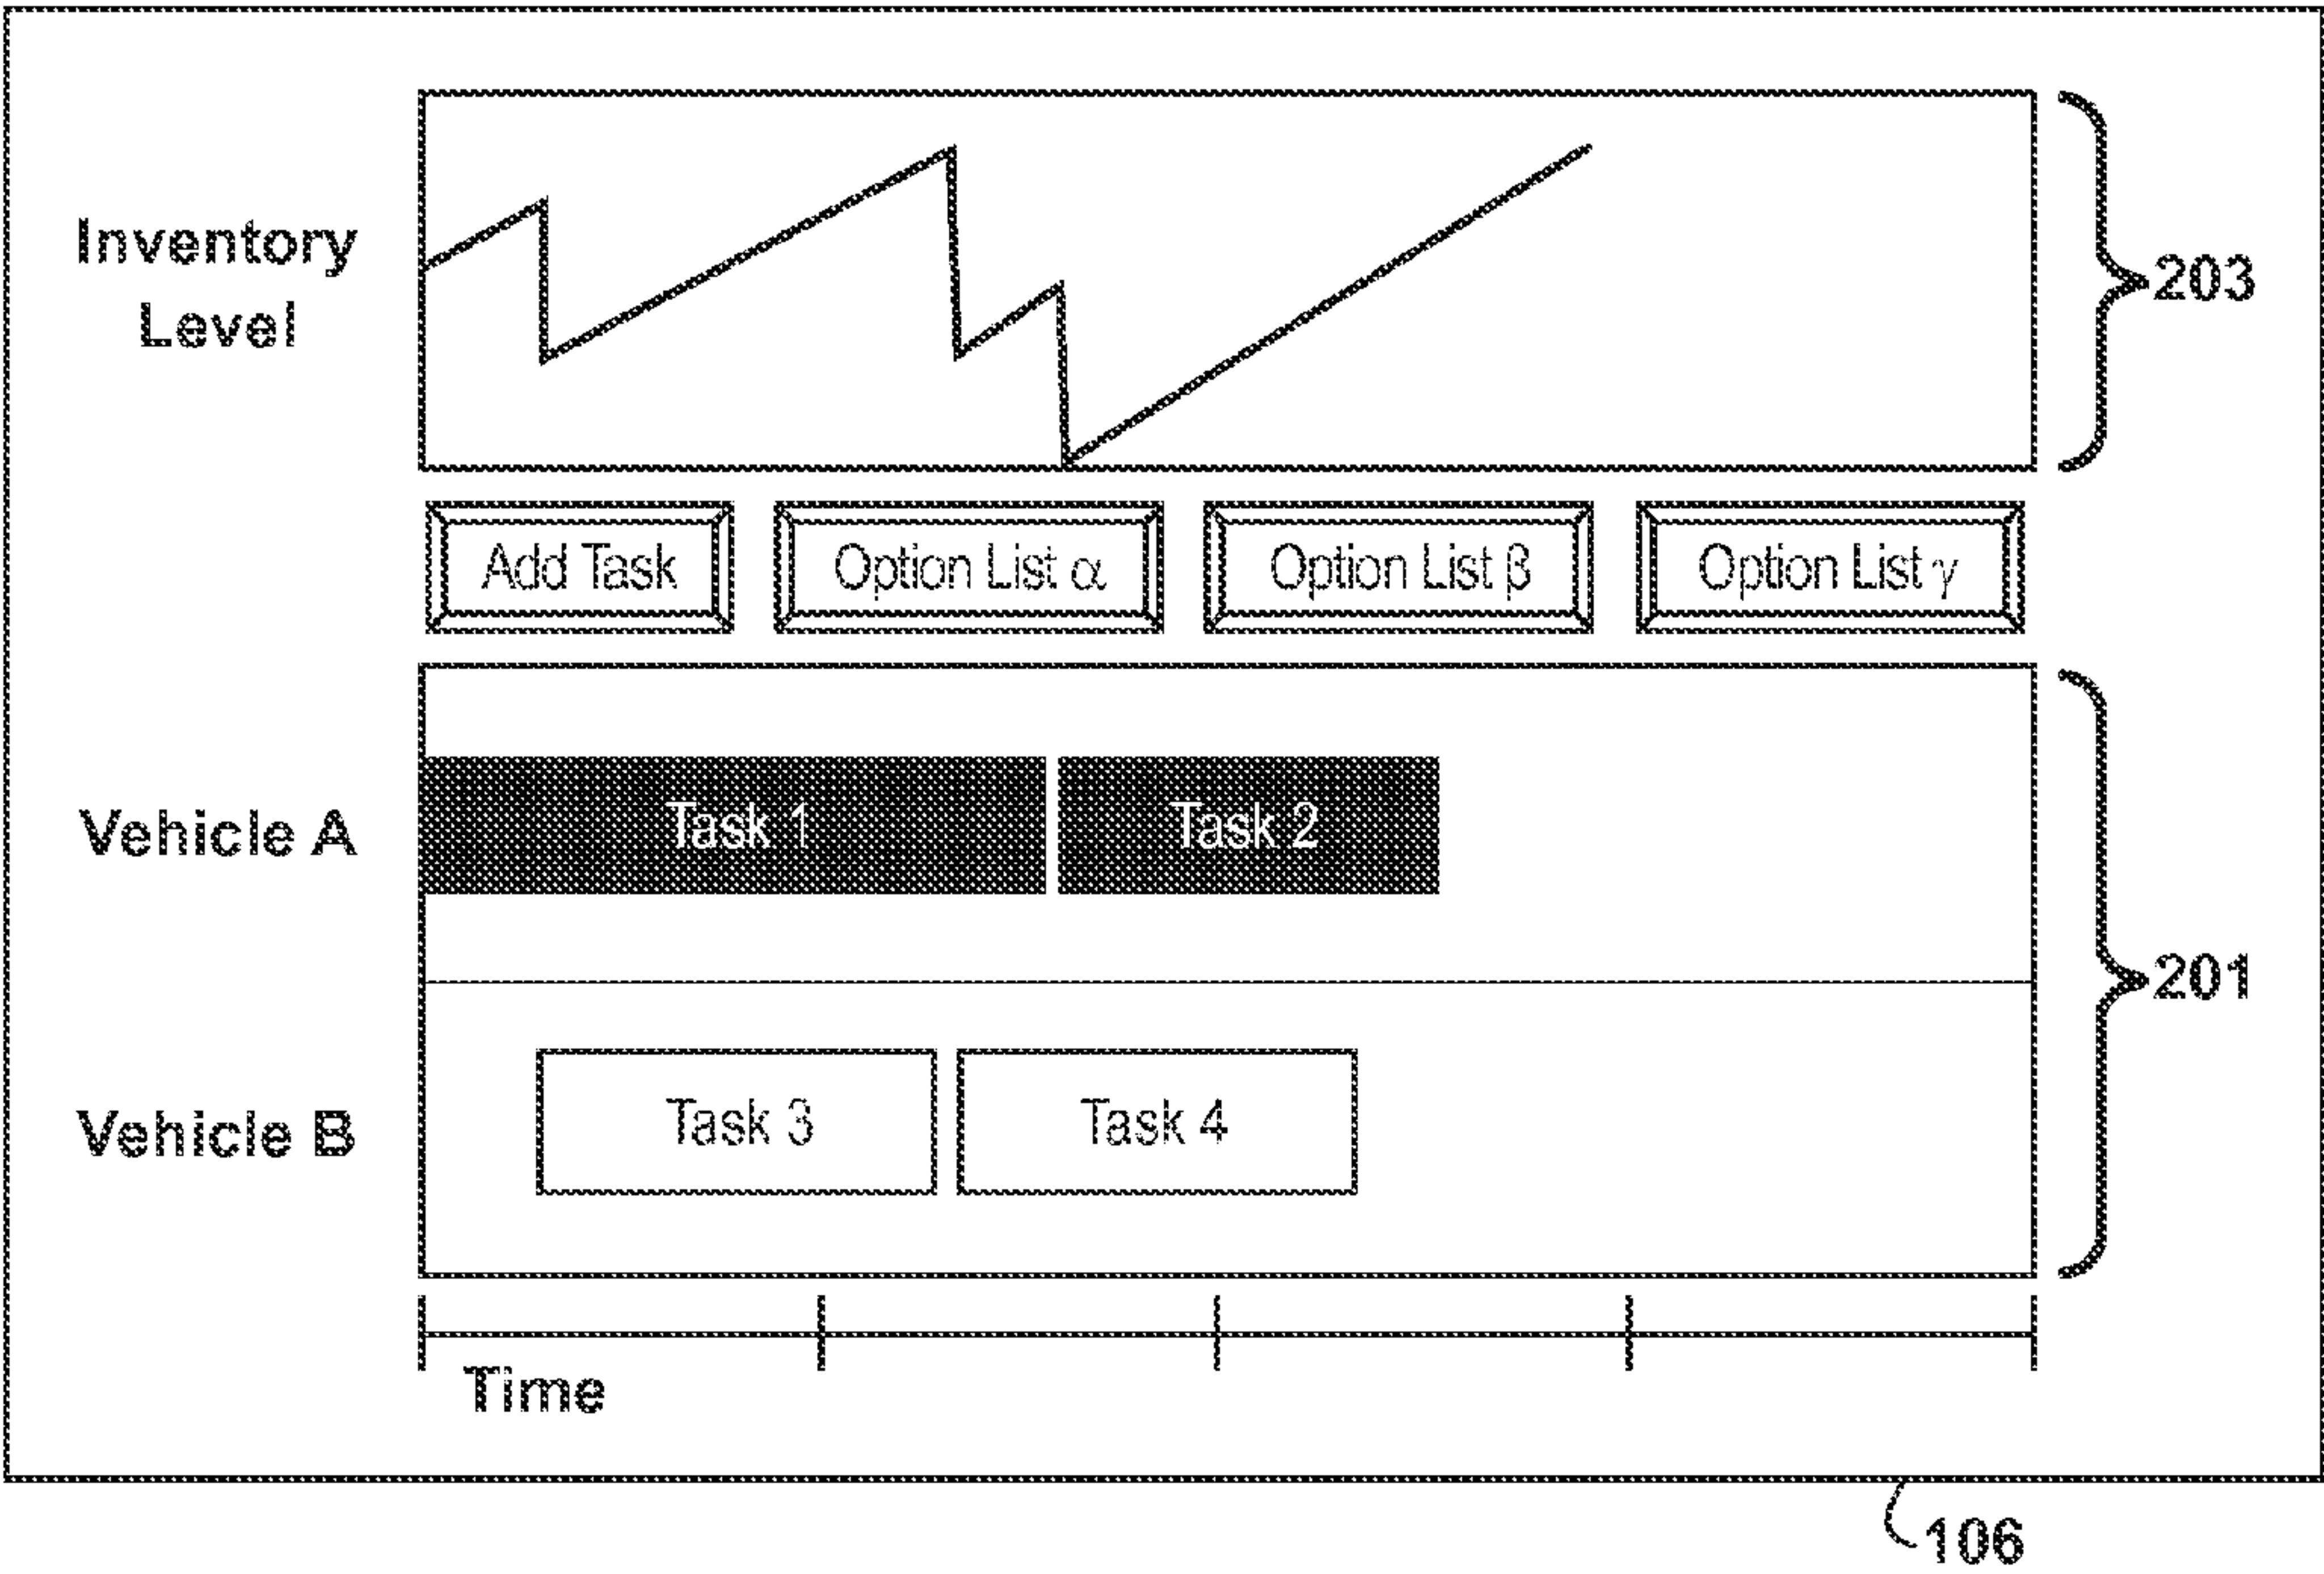 Inventory
Level
203
Add Task
Option List α
Option List β
Option List γ
Vehicle A
Task 1
Task 2
201
Vehicle B
Task 3
Task 4
Time
106